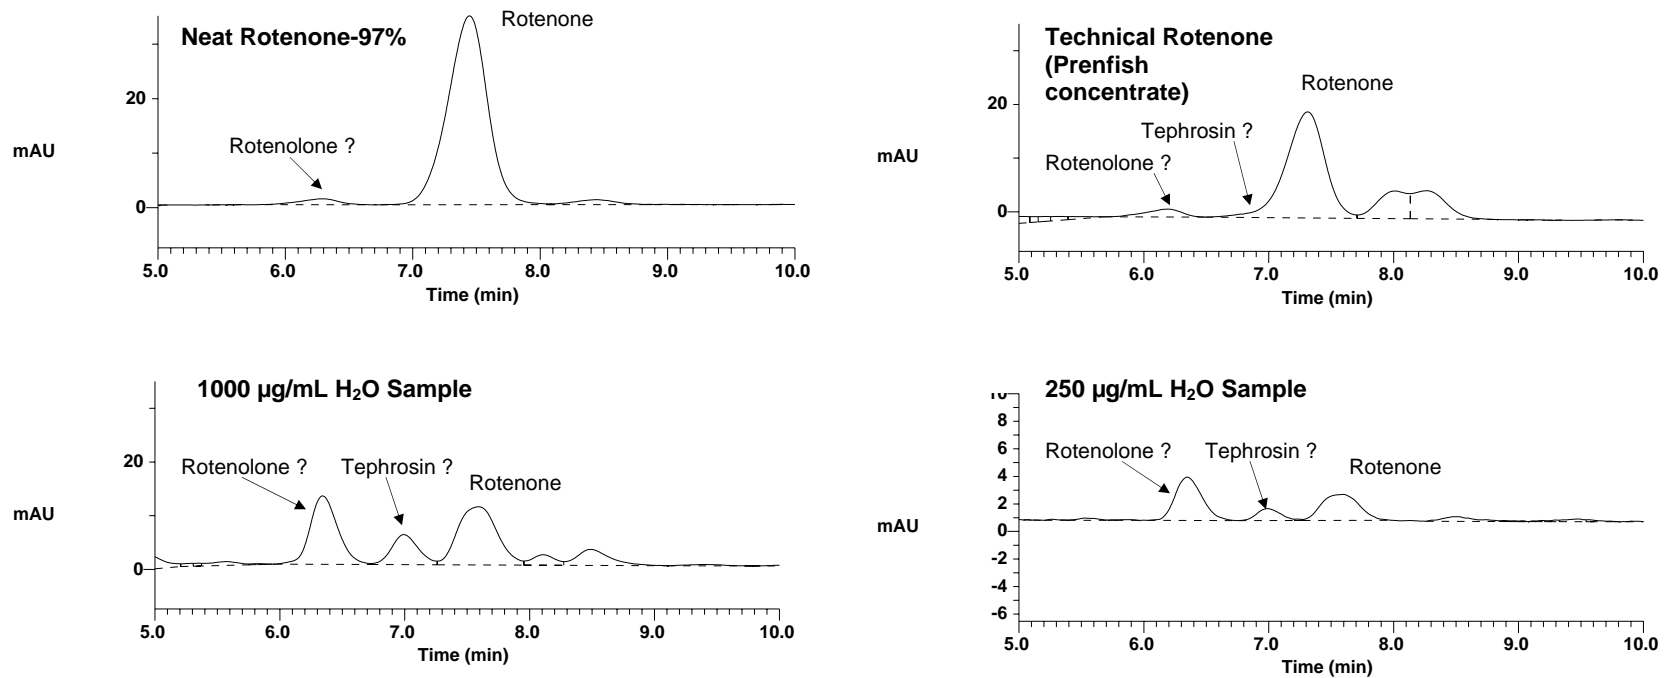 Neat Rotenone-97%
Rotenone
20
Rotenolone ?
mAU
0
5.0 6.0 7.0 8.0 9.0 10.0
Time (min)
Technical Rotenone
(Prenfish
concentrate)
Rotenone
20
Tephrosin ?
Rotenolone ?
mAU
0
5.0 6.0 7.0 8.0 9.0 10.0
Time (min)
1000 µg/mL H₂O Sample
20
Rotenolone ? Tephrosin ?
Rotenone
mAU
0
5.0 6.0 7.0 8.0 9.0 10.0
Time (min)
250 µg/mL H₂O Sample
10
8
6
Rotenolone ? Tephrosin ?
Rotenone
4
2
mAU
0
-2
-4
-6
5.0 6.0 7.0 8.0 9.0 10.0
Time (min)